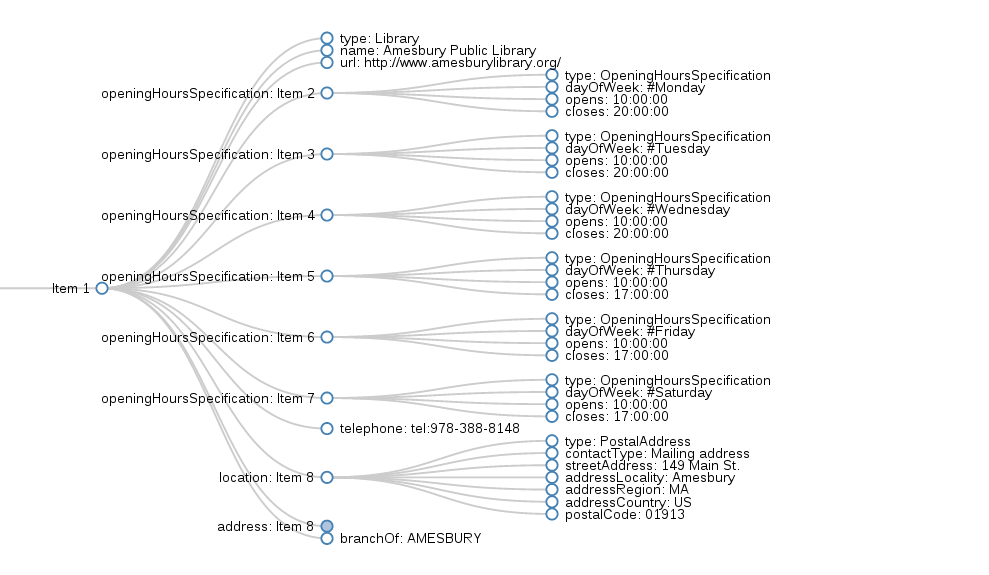 type: Library
name: Amesbury Public Library
url: http://www.amesburylibrary.org/
openingHoursSpecification: Item 2
type: OpeningHoursSpecification
dayOfWeek: #Monday
opens: 10:00:00
closes: 20:00:00
openingHoursSpecification: Item 3
type: OpeningHoursSpecification
dayOfWeek: #Tuesday
opens: 10:00:00
closes: 20:00:00
openingHoursSpecification: Item 4
type: OpeningHoursSpecification
dayOfWeek: #Wednesday
opens: 10:00:00
closes: 20:00:00
Item 1
openingHoursSpecification: Item 5
type: OpeningHoursSpecification
dayOfWeek: #Thursday
opens: 10:00:00
closes: 17:00:00
openingHoursSpecification: Item 6
type: OpeningHoursSpecification
dayOfWeek: #Friday
opens: 10:00:00
closes: 17:00:00
openingHoursSpecification: Item 7
type: OpeningHoursSpecification
dayOfWeek: #Saturday
opens: 10:00:00
closes: 17:00:00
telephone: tel:978-388-8148
location: Item 8
type: PostalAddress
contactType: Mailing address
streetAddress: 149 Main St.
addressLocality: Amesbury
addressRegion: MA
addressCountry: US
postalCode: 01913
address: Item 8
branchOf: AMESBURY